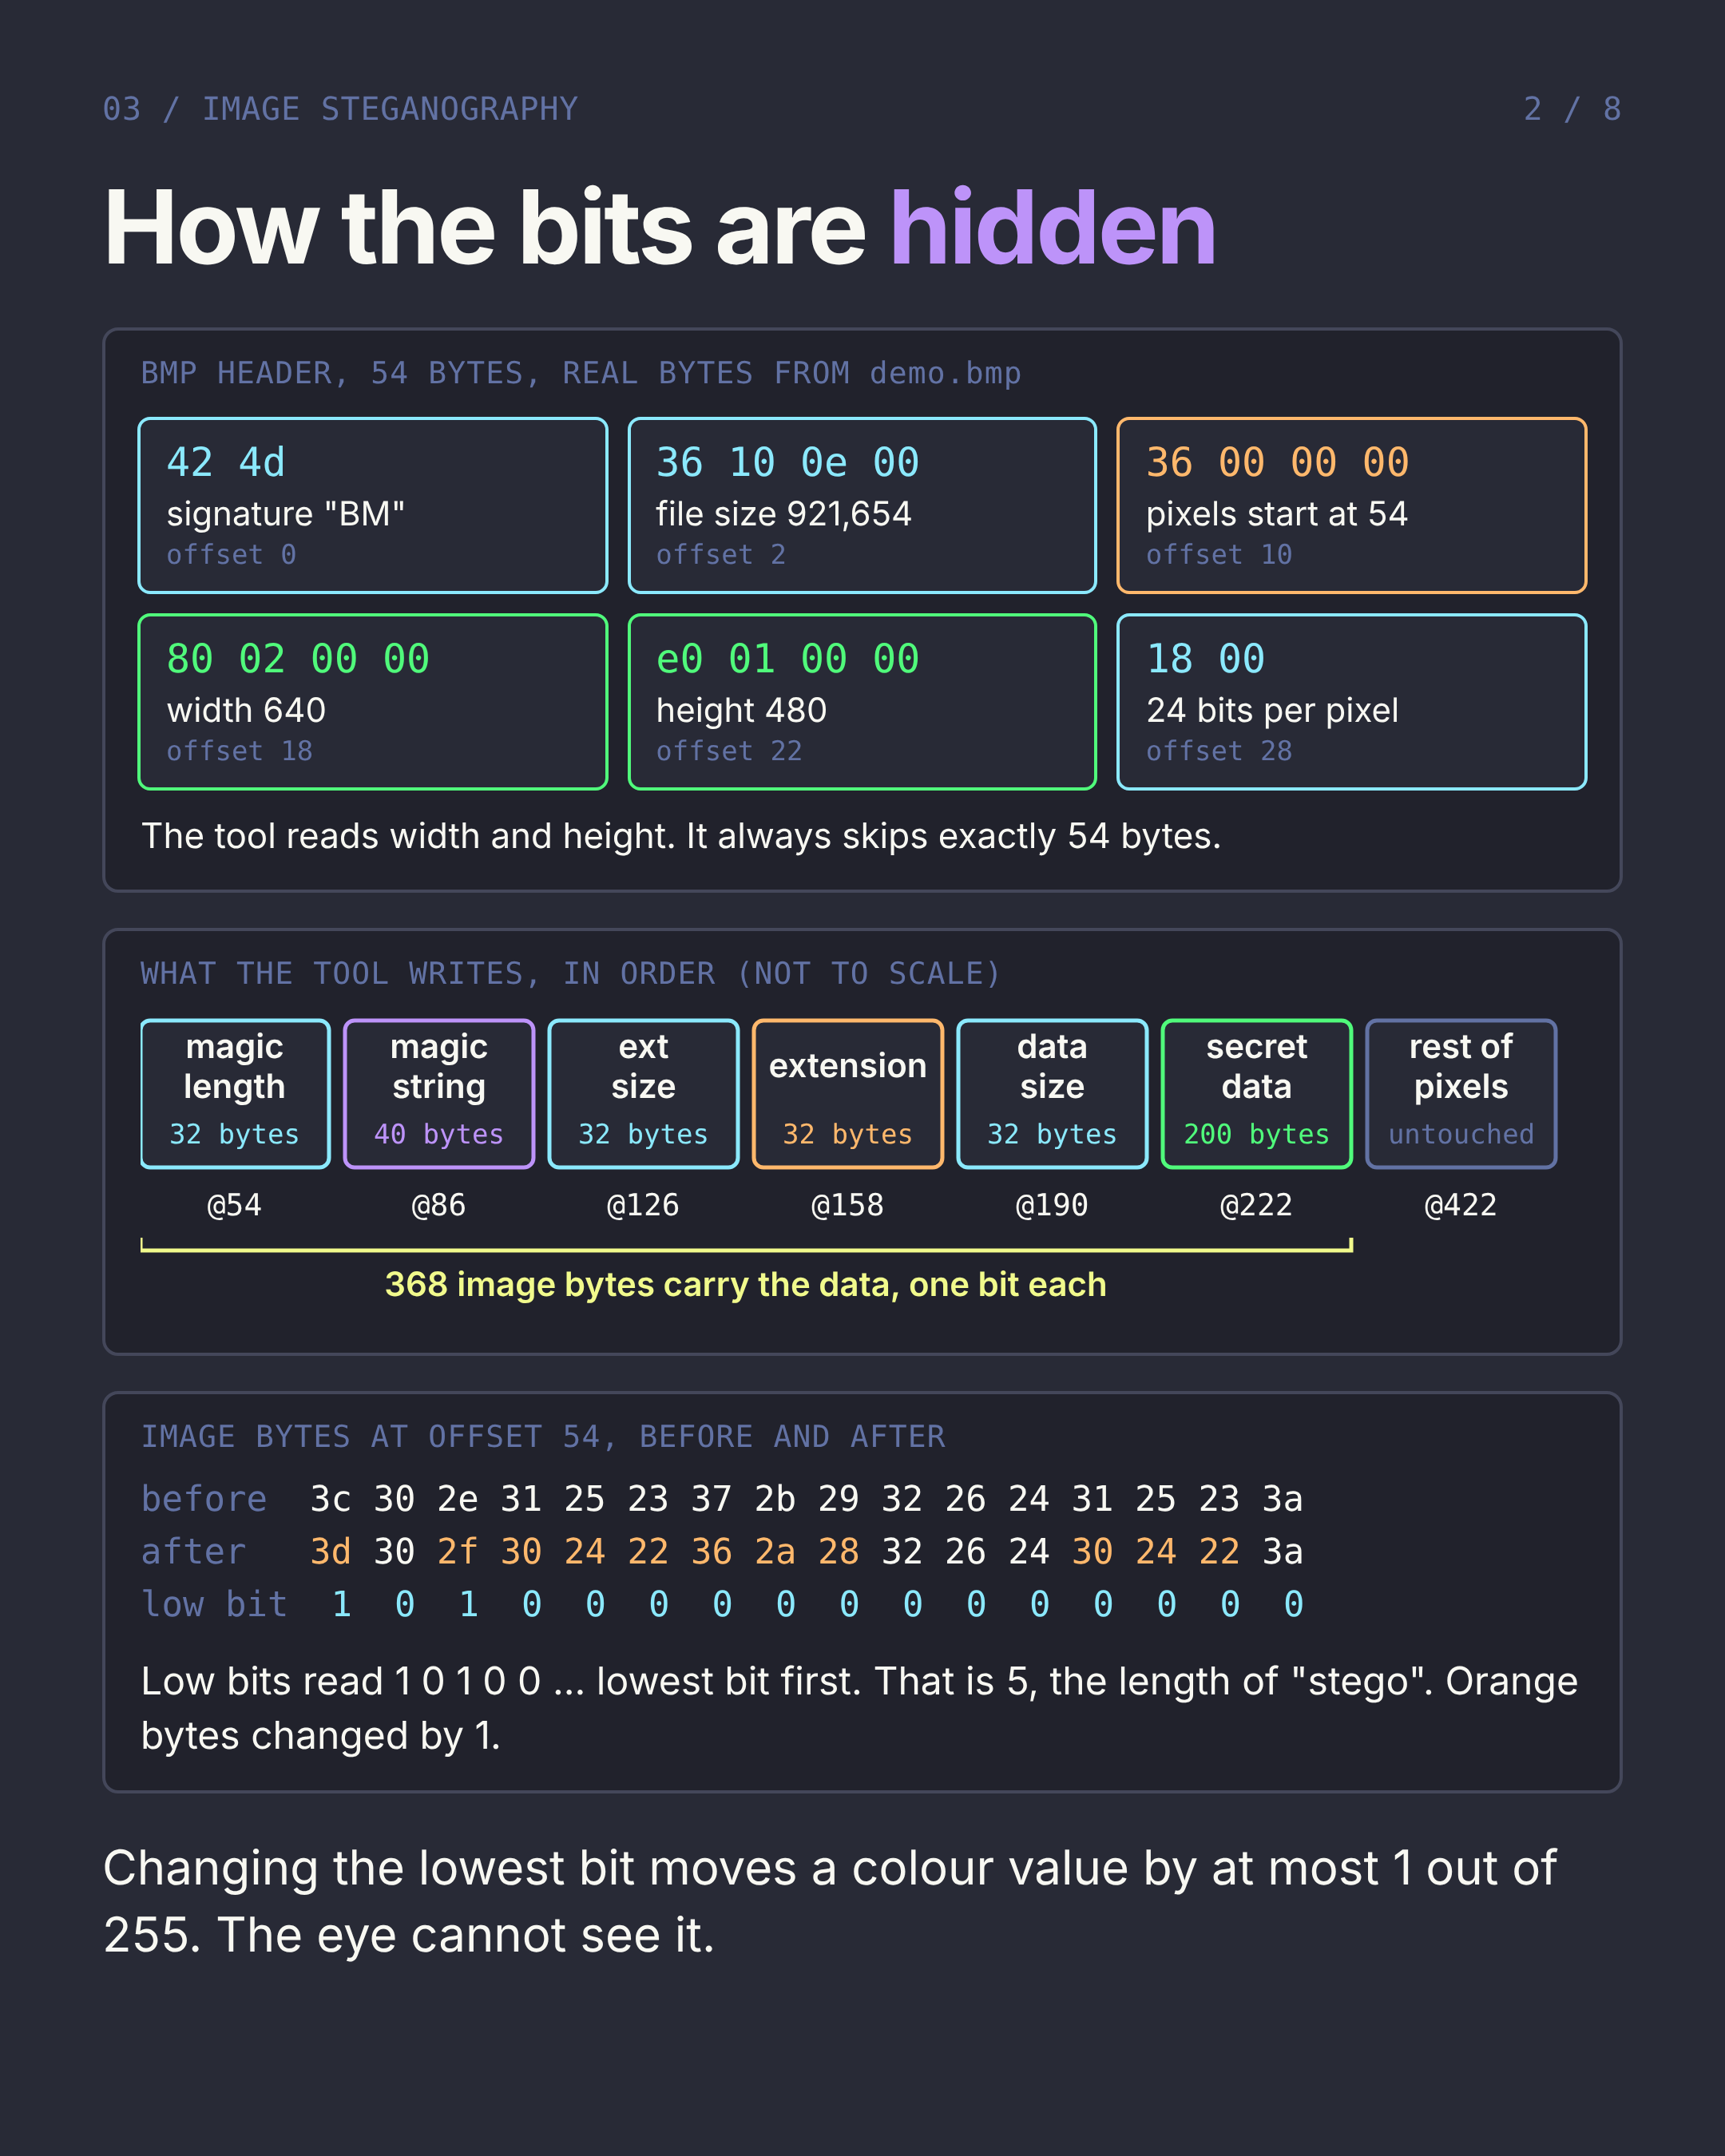 03 / IMAGE STEGANOGRAPHY
2 / 8
How the bits are hidden
BMP HEADER, 54 BYTES, REAL BYTES FROM demo.bmp
42 4d
signature "BM"
offset 0
36 10 0e 00
file size 921,654
offset 2
36 00 00 00
pixels start at 54
offset 10
80 02 00 00
width 640
offset 18
e0 01 00 00
height 480
offset 22
18 00
24 bits per pixel
offset 28
The tool reads width and height. It always skips exactly 54 bytes.
WHAT THE TOOL WRITES, IN ORDER (NOT TO SCALE)
magic
length
32 bytes
@54
magic
string
40 bytes
@86
ext
size
32 bytes
@126
extension
32 bytes
@158
data
size
32 bytes
@190
secret
data
200 bytes
@222
rest of
pixels
untouched
@422
368 image bytes carry the data, one bit each
IMAGE BYTES AT OFFSET 54, BEFORE AND AFTER
before 3c 30 2e 31 25 23 37 2b 29 32 26 24 31 25 23 3a
after 3d 30 2f 30 24 22 36 2a 28 32 26 24 30 24 22 3a
low bit 1 0 1 0 0 0 0 0 0 0 0 0 0 0 0 0
Low bits read 1 0 1 0 0 ... lowest bit first. That is 5, the length of "stego". Orange
bytes changed by 1.
Changing the lowest bit moves a colour value by at most 1 out of
255. The eye cannot see it.